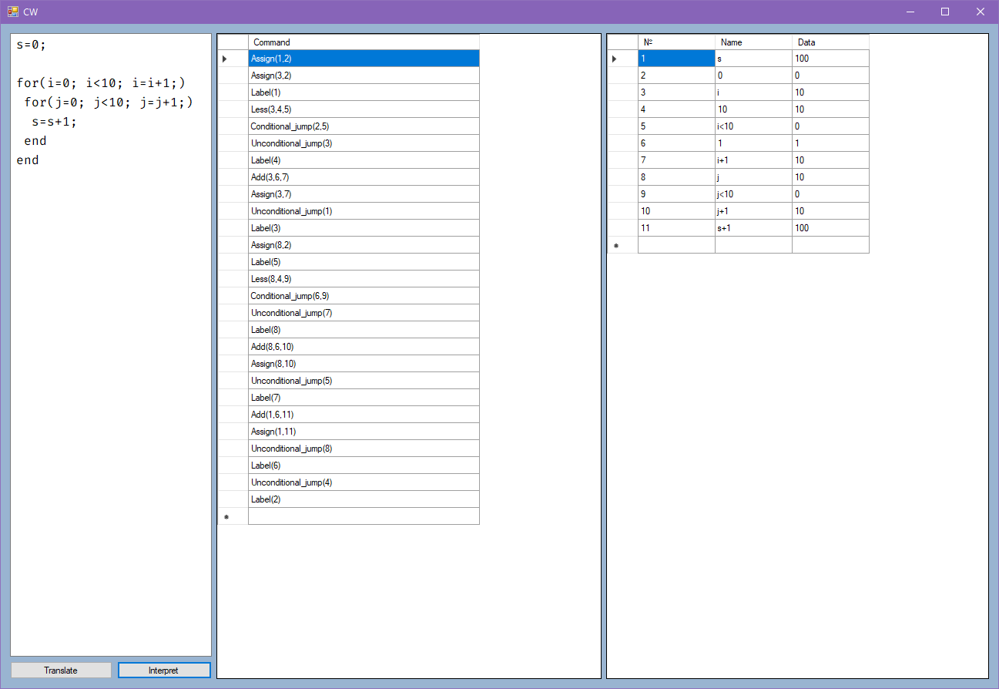 CW
s=0;
for(i=0; i<10; i=i+1;)
for(j=0; j<10; j=j+1;)
s=s+1;
end
end
Translate
Interpret
Command
Assign(1,2)
Assign(3,2)
Label(1)
Less(3,4,5)
Conditional_jump(2,5)
Unconditional_jump(3)
Label(4)
Add(3,6,7)
Assign(3,7)
Unconditional_jump(1)
Label(3)
Assign(8,2)
Label(5)
Less(8,4,9)
Conditional_jump(6,9)
Unconditional_jump(7)
Label(8)
Add(8,6,10)
Assign(8,10)
Unconditional_jump(5)
Label(7)
Add(1,6,11)
Assign(1,11)
Unconditional_jump(8)
Label(6)
Unconditional_jump(4)
Label(2)
№ Name Data
1 s 100
2 0 0
3 i 10
4 10 10
5 i<10 0
6 1 1
7 i+1 10
8 j 10
9 j<10 0
10 j+1 10
11 s+1 100